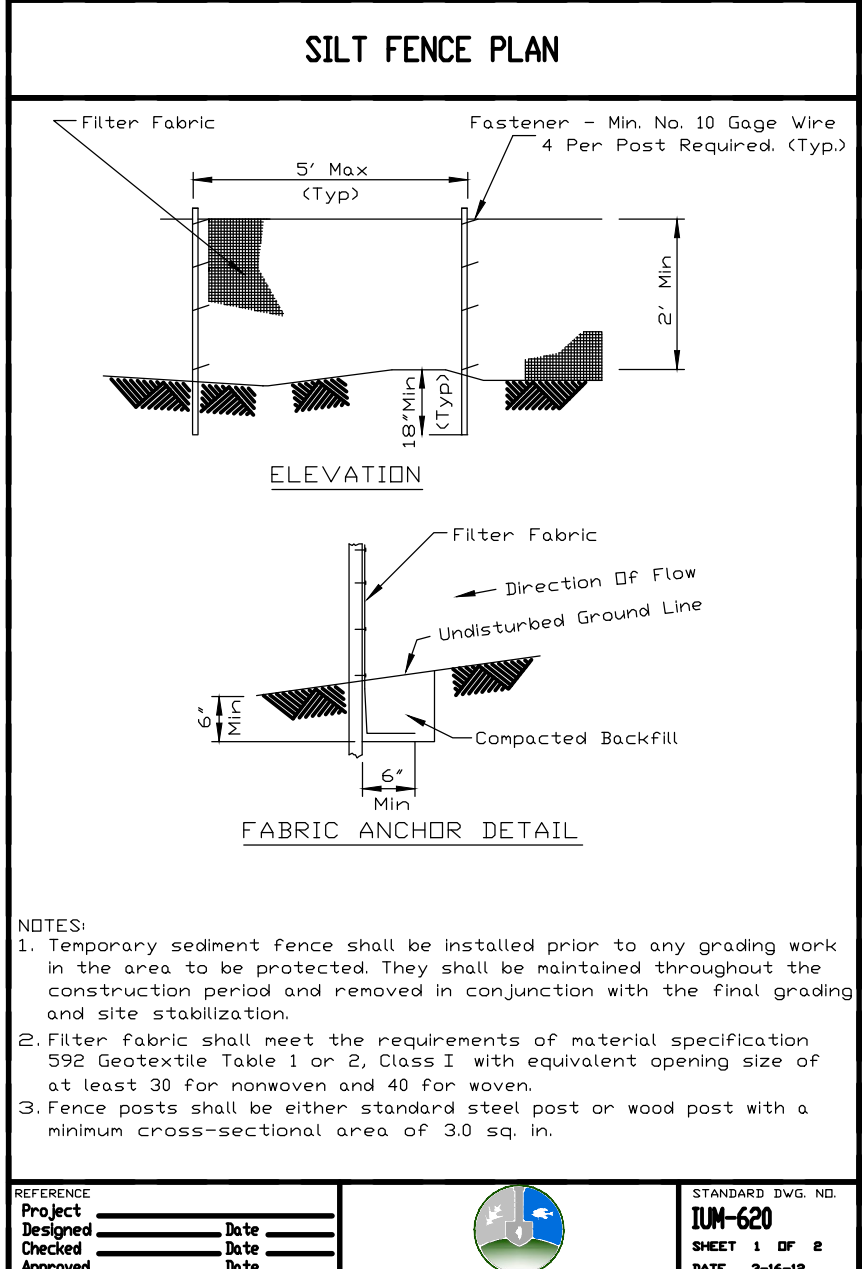 SILT FENCE PLAN
Filter Fabric
Fastener - Min. No. 10 Gage Wire
4 Per Post Required. (Typ.)
5' Max
(Typ)
2' Min
18"Min
(Typ)
ELEVATION
Filter Fabric
Direction Of Flow
Undisturbed Ground Line
6"
Min
Compacted Backfill
6"
Min
FABRIC ANCHOR DETAIL
NOTES:
1. Temporary sediment fence shall be installed prior to any grading work
in the area to be protected. They shall be maintained throughout the
construction period and removed in conjunction with the final grading
and site stabilization.
2. Filter fabric shall meet the requirements of material specification
592 Geotextile Table 1 or 2, Class I with equivalent opening size of
at least 30 for nonwoven and 40 for woven.
3. Fence posts shall be either standard steel post or wood post with a
minimum cross-sectional area of 3.0 sq. in.
REFERENCE
Project
Designed Date
Checked Date
Approved Date
STANDARD DWG. NO.
IUM-620
SHEET 1 OF 2
DATE 3-16-12